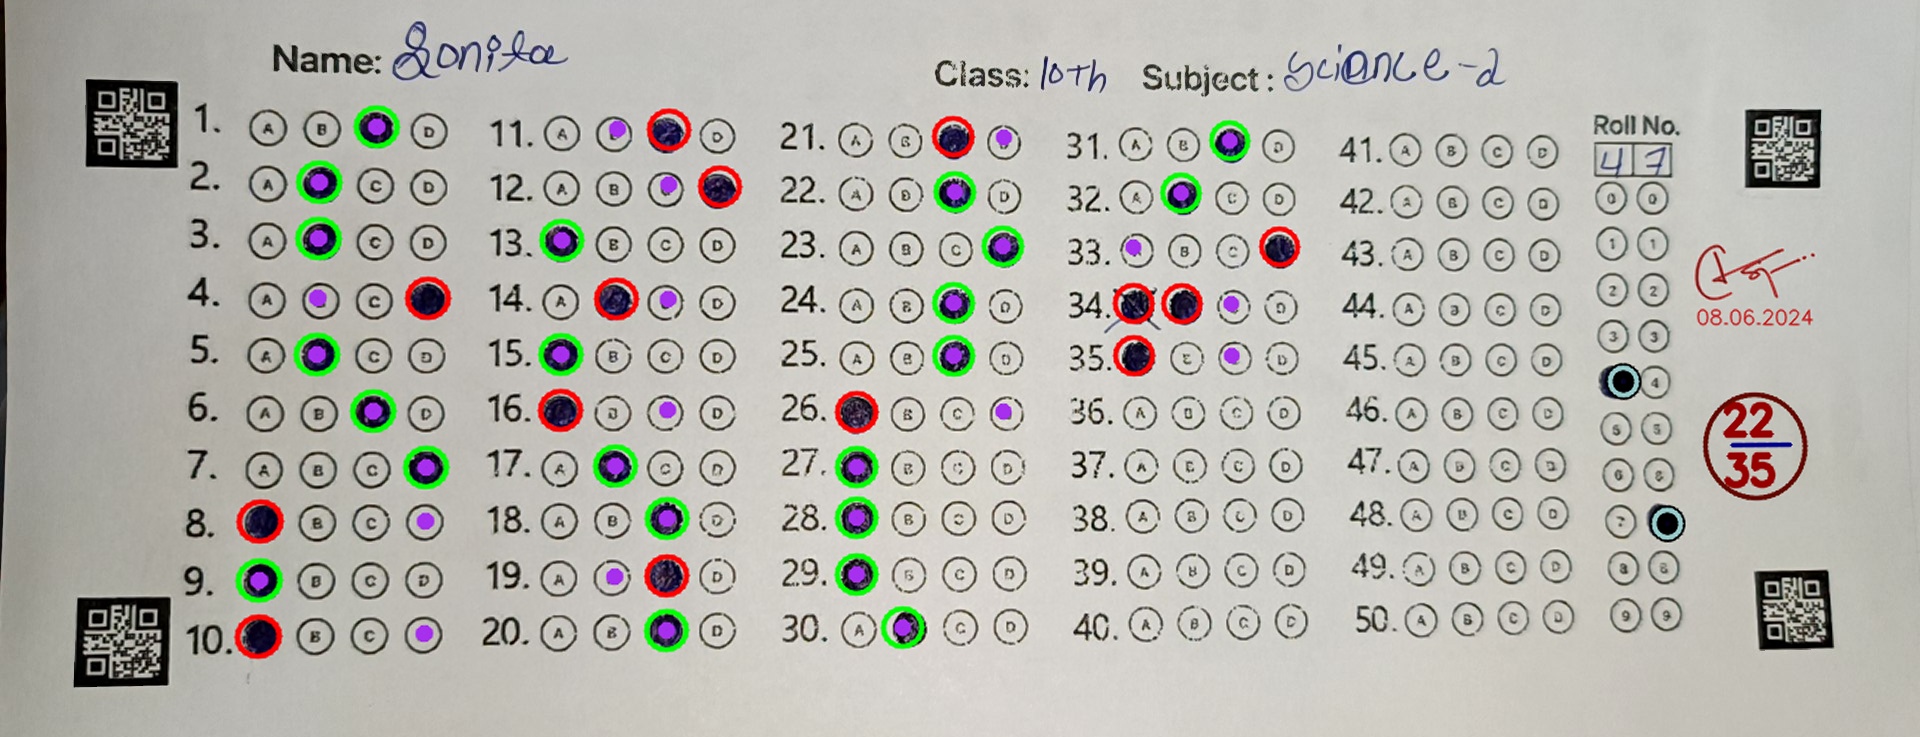 Name: Sonita
Class: 10th Subject: Science-2
1. A B D
2. A C D
3. A C D
4. A C
5. A C D
6. A B D
7. A B C
8. B C
9. B C D
10. B C
11. A D
12. A B
13. B C D
14. A D
15. B C D
16. B D
17. A C D
18. A B D
19. A D
20. A B D
21. A B
22. A B D
23. A B C
24. A B D
25. A B D
26. B C
27. B C D
28. B C D
29. B C D
30. A C D
31. A B D
32. A C D
33. B C
34. D
35. B D
36. A B C D
37. A B C D
38. A B C D
39. A B C D
40. A B C D
41. A B C D
42. A B C D
43. A B C D
44. A B C D
45. A B C D
46. A B C D
47. A B C D
48. A B C D
49. A B C D
50. A B C D
Roll No.
4 7
0 0
1 1
2 2
3 3
4
5 5
6 6
7
8 8
9 9
08.06.2024
22
35